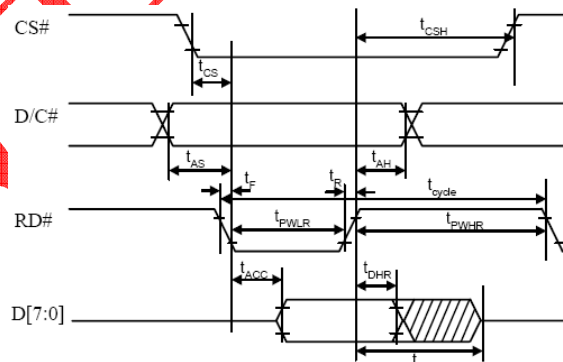 CS#
tCSH
tCS
D/C#
tAS
tAH
tF
tR
tcycle
RD#
tPWLR
tPWHR
tACC
tDHR
D[7:0]
t